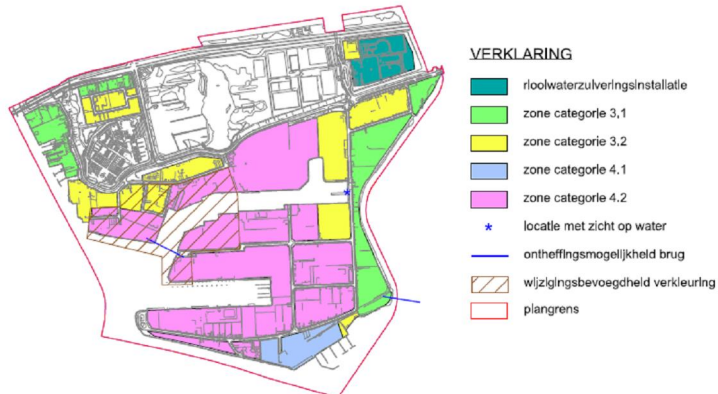 VERKLARING
rioolwaterzuiveringsinstallatie
zone categorie 3.1
zone categorie 3.2
zone categorie 4.1
zone categorie 4.2
locatie met zicht op water
ontheffingsmogelijkheid brug
wijzigingsbevoegdheid verkleuring
plangrens